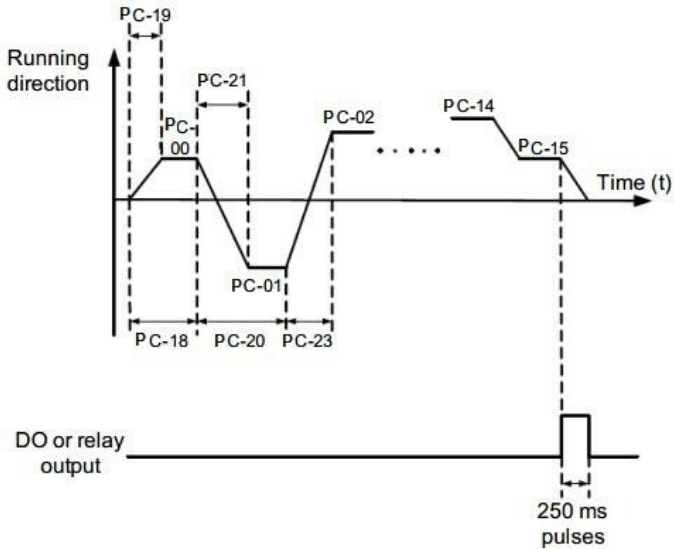 PC-19
Running
direction
PC-21
PC-
00
PC-02
PC-14
PC-15
Time (t)
PC-01
PC-18
PC-20
PC-23
DO or relay
output
250 ms
pulses